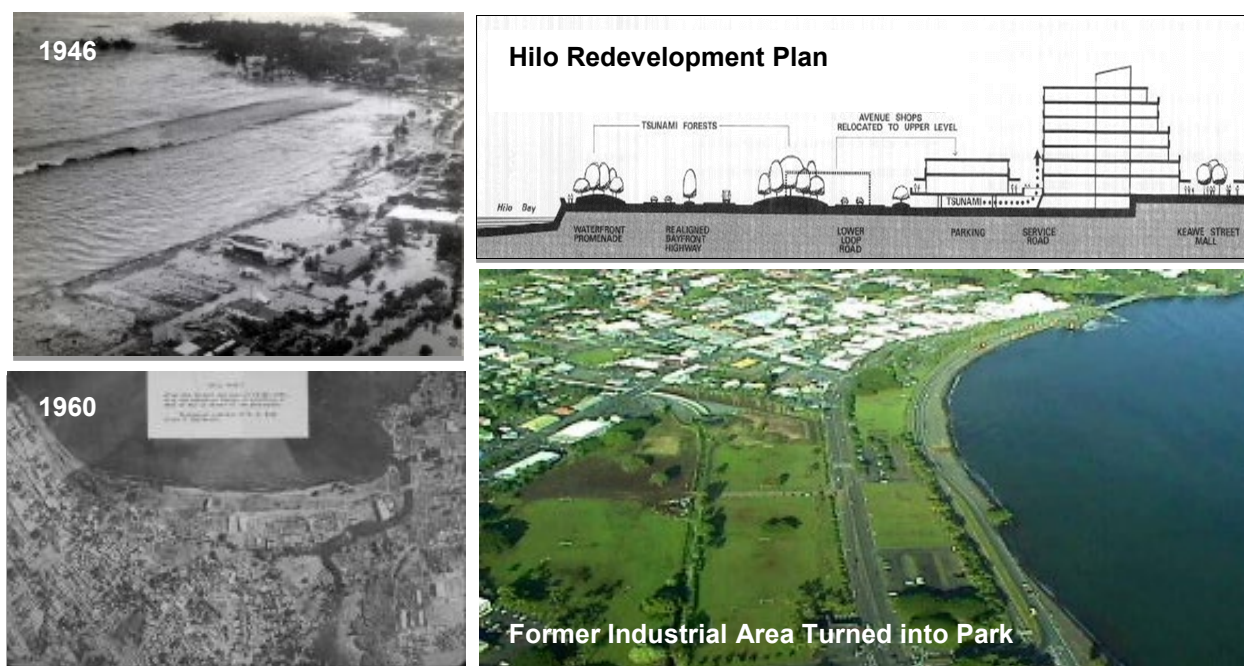 1946
Hilo Redevelopment Plan
TSUNAMI FORESTS
AVENUE SHOPS
RELOCATED TO UPPER LEVEL
TSUNAMI
Hilo Bay
WATERFRONT
PROMENADE
REALIGNED
BAYFRONT
HIGHWAY
LOWER
LOOP
ROAD
PARKING
SERVICE
ROAD
KEAWE STREET
MALL
1960
Former Industrial Area Turned into Park